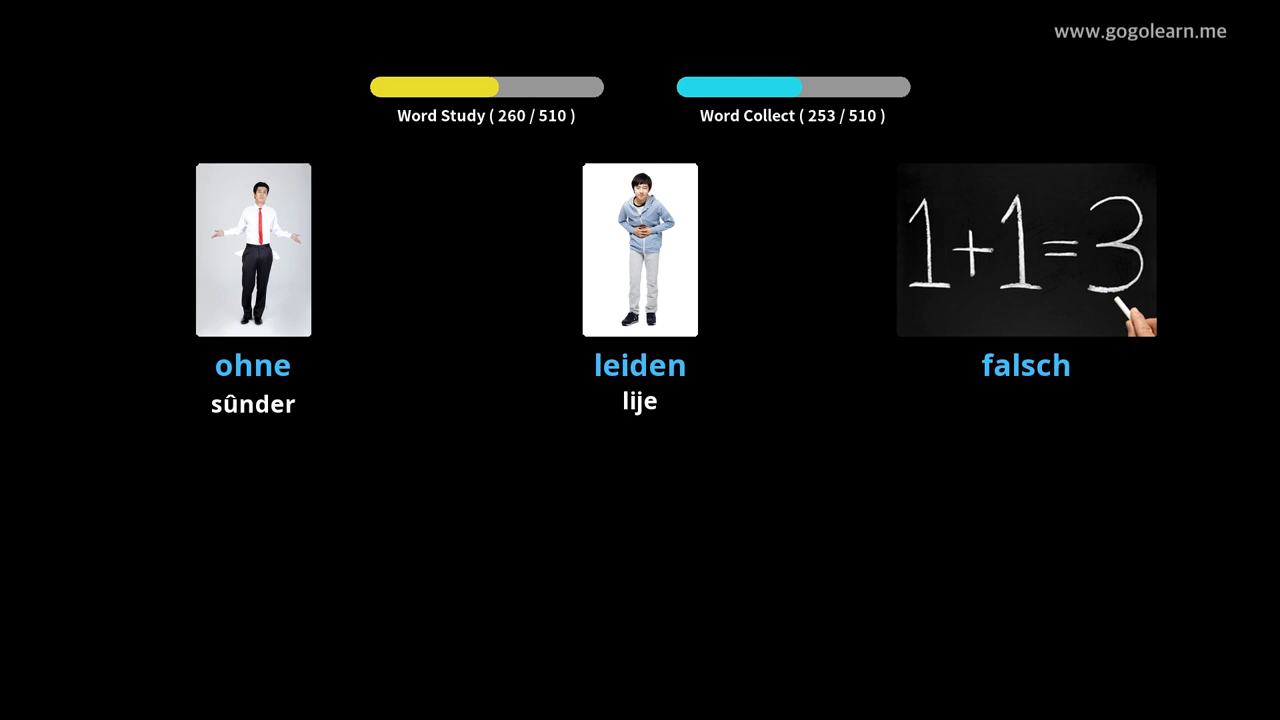 www.gogolearn.me
Word Study ( 260 / 510 )
Word Collect ( 253 / 510 )
1+1=3
ohne
sûnder
leiden
lije
falsch